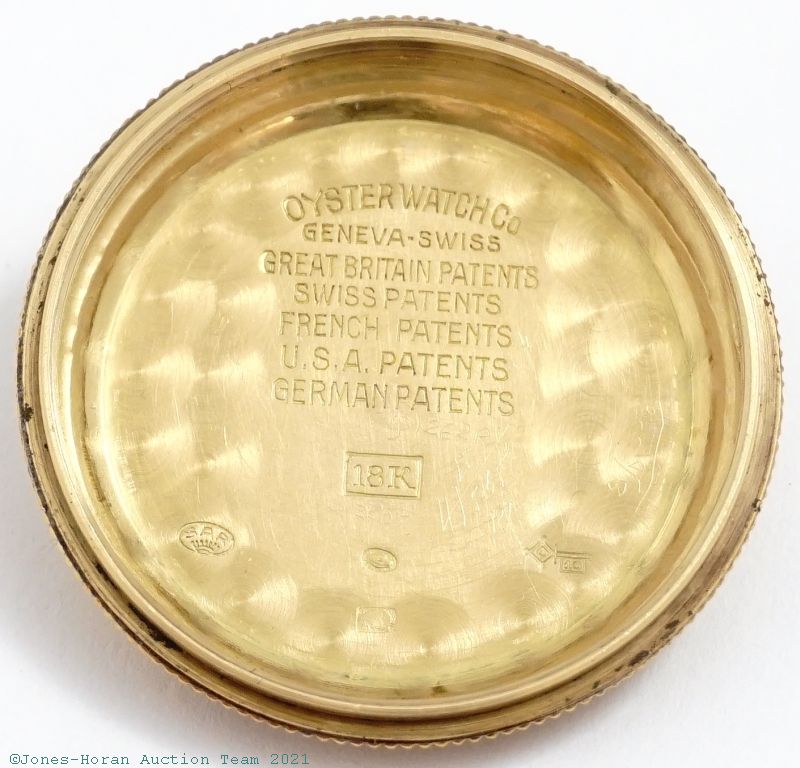 OYSTER WATCH Co
GENEVA-SWISS
GREAT BRITAIN PATENTS
SWISS PATENTS
FRENCH PATENTS
U.S.A. PATENTS
GERMAN PATENTS
18K
SAR
©Jones-Horan Auction Team 2021